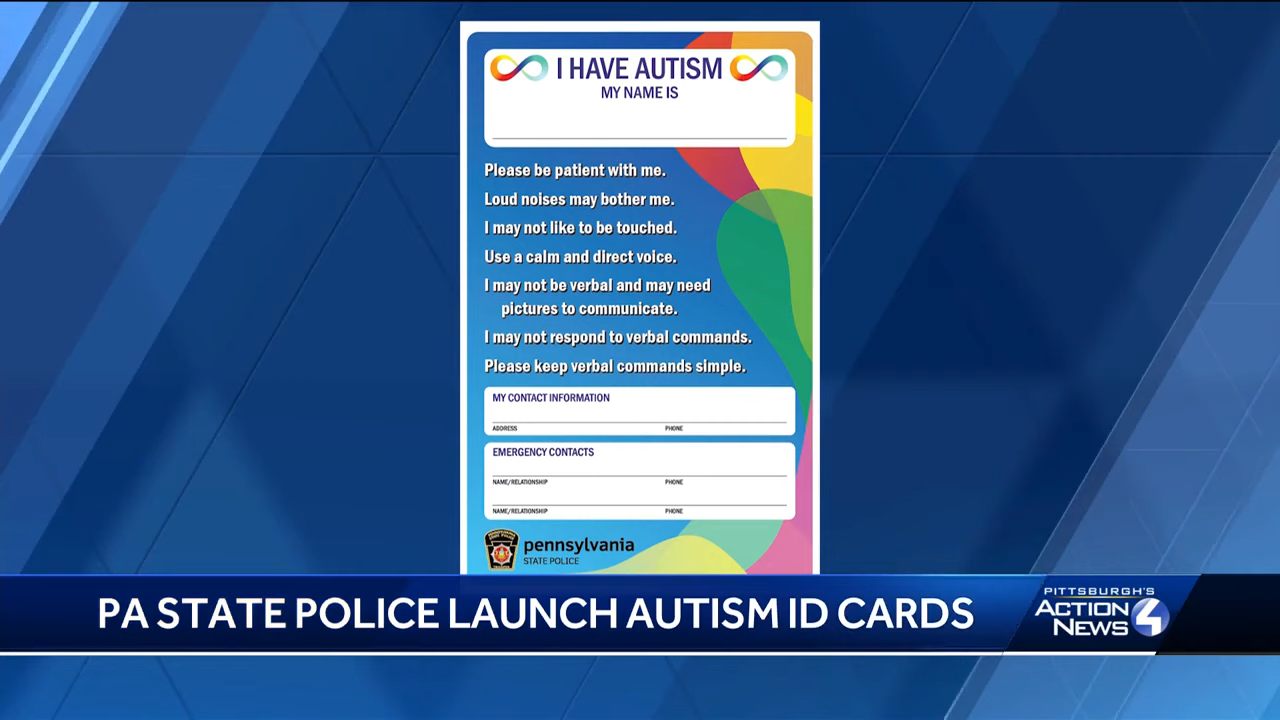 I HAVE AUTISM
MY NAME IS
Please be patient with me.
Loud noises may bother me.
I may not like to be touched.
Use a calm and direct voice.
I may not be verbal and may need
pictures to communicate.
I may not respond to verbal commands.
Please keep verbal commands simple.
MY CONTACT INFORMATION
ADDRESS PHONE
EMERGENCY CONTACTS
NAME/RELATIONSHIP PHONE
NAME/RELATIONSHIP PHONE
pennsylvania
STATE POLICE
PA STATE POLICE LAUNCH AUTISM ID CARDS
PITTSBURGH'S
ACTION
NEWS 4